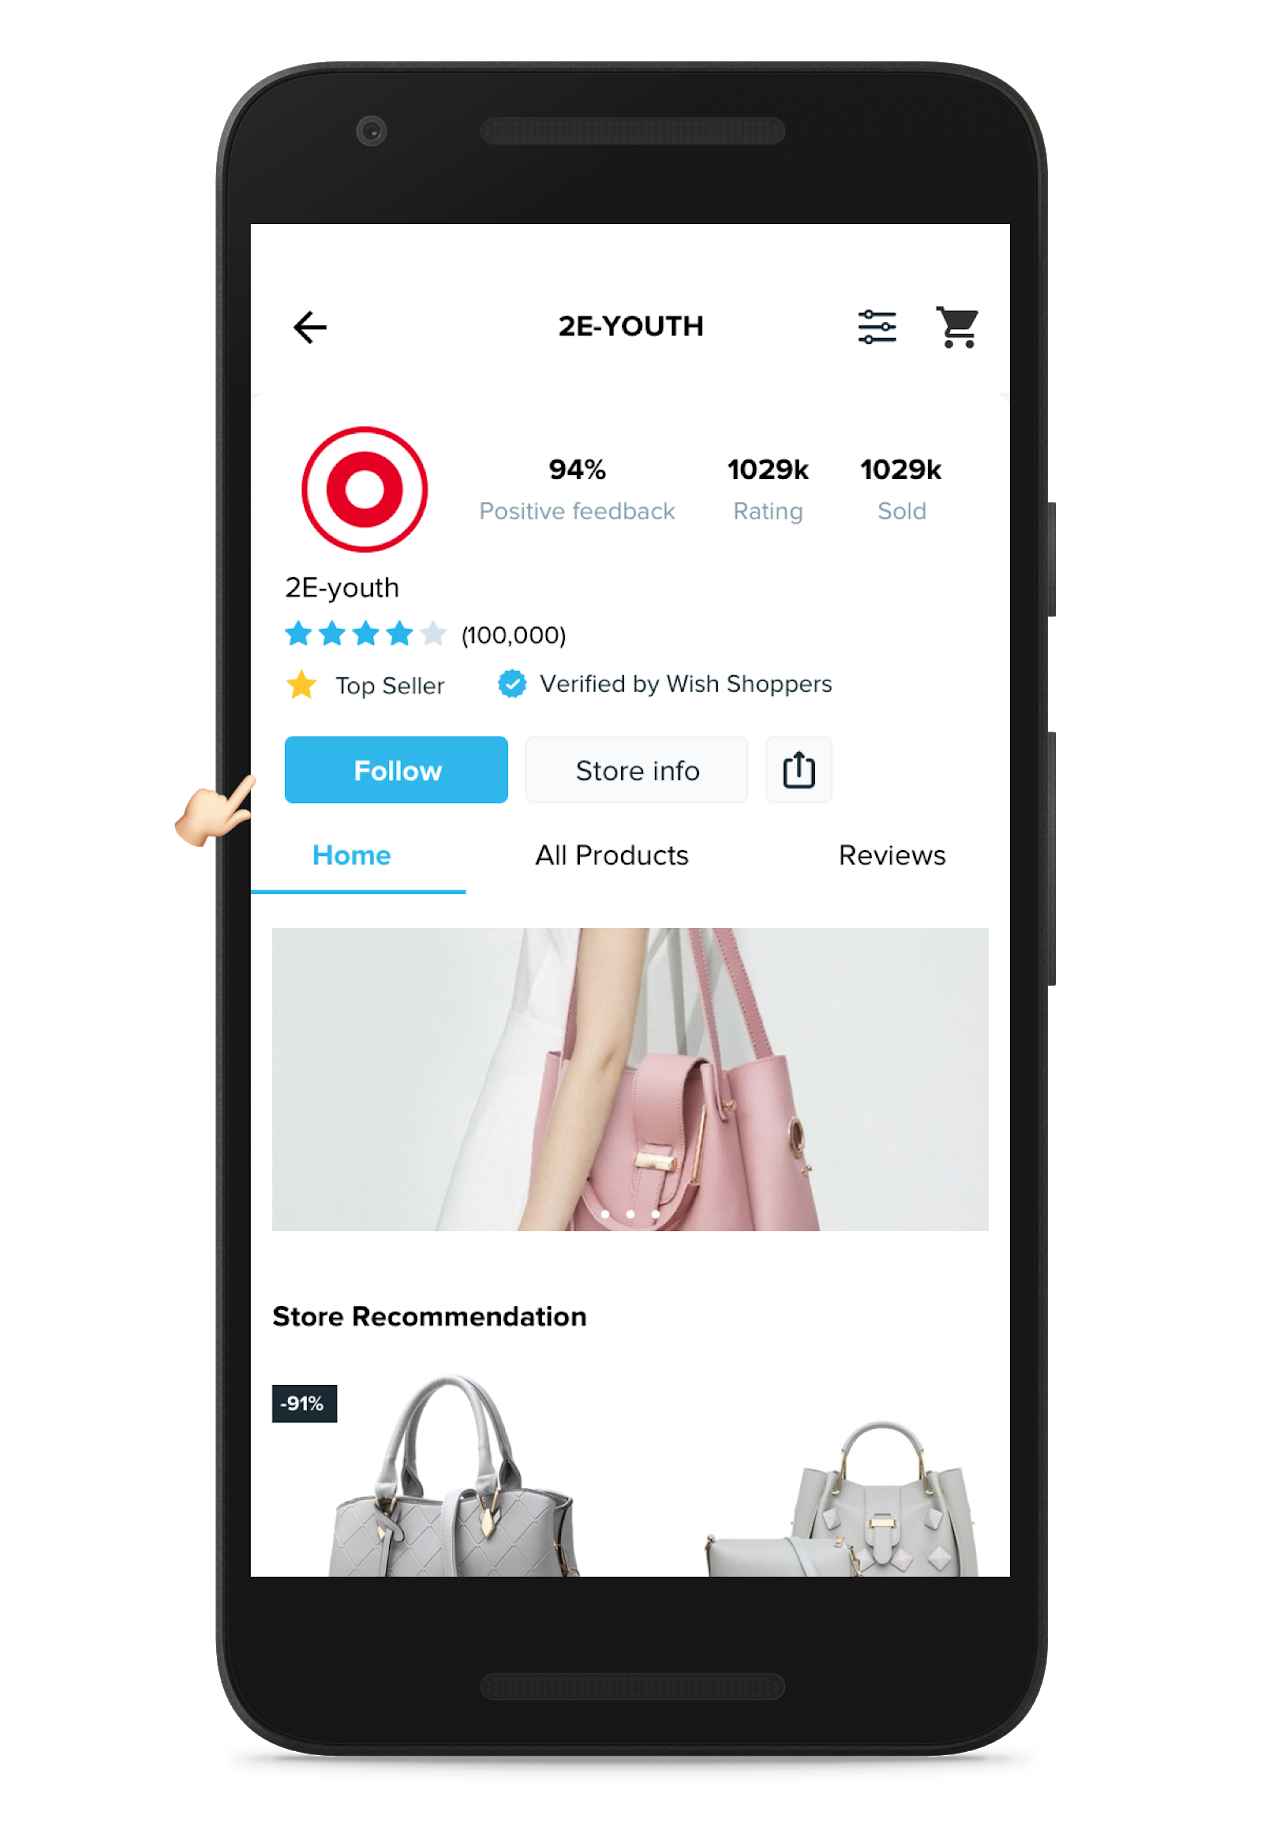 2E-YOUTH
94% 1029k 1029k
Positive feedback Rating Sold
2E-youth
(100,000)
Top Seller Verified by Wish Shoppers
Follow Store info
Home All Products Reviews
Store Recommendation
-91%